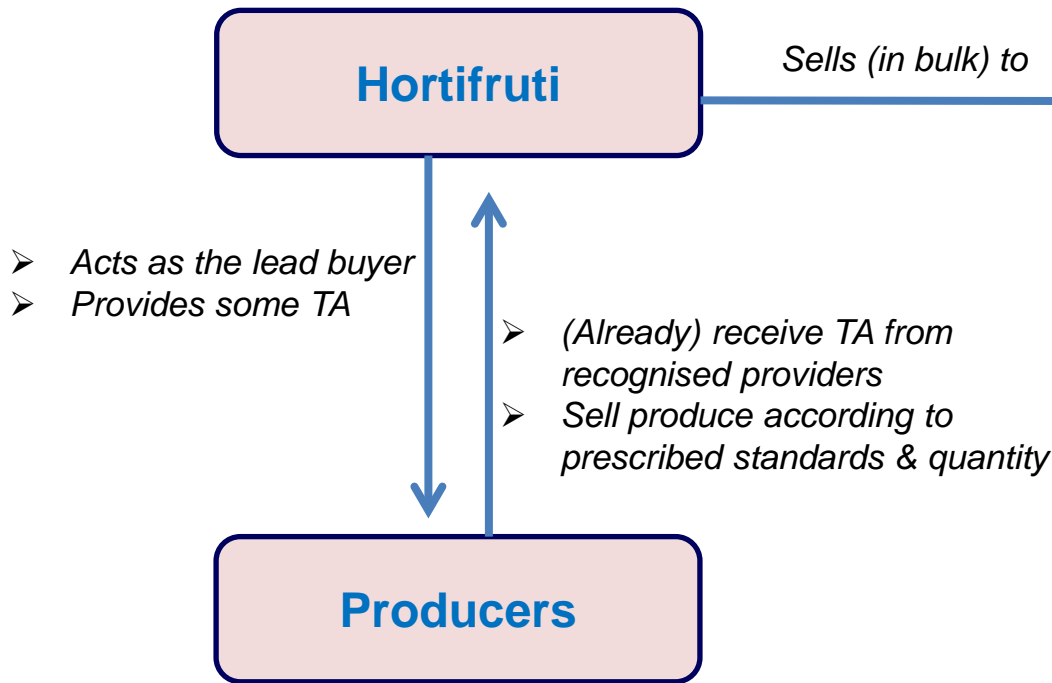 Hortifruti
Sells (in bulk) to
➢ Acts as the lead buyer
➢ Provides some TA
➢ (Already) receive TA from
recognised providers
➢ Sell produce according to
prescribed standards & quantity
Producers